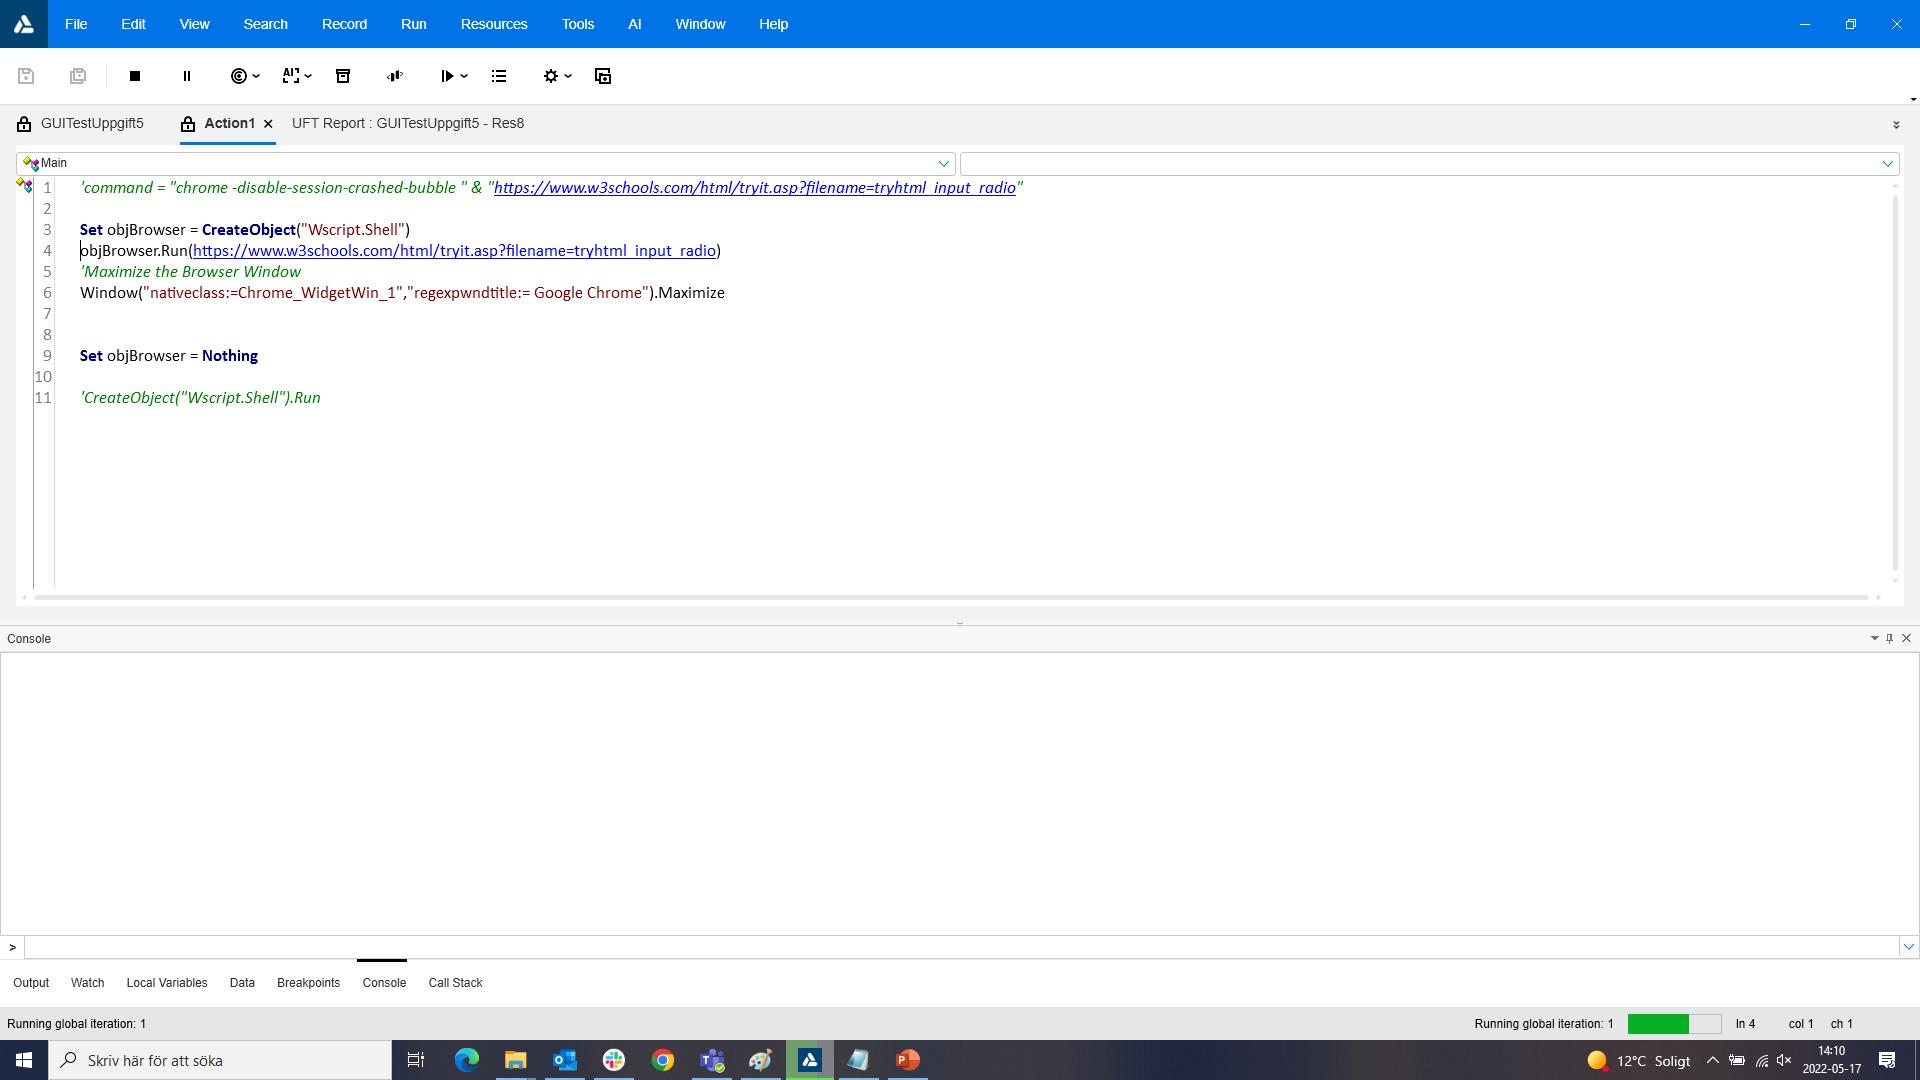 File Edit View Search Record Run Resources Tools AI Window Help
GUITestUppgift5 Action1 UFT Report : GUITestUppgift5 - Res8
Main
1 'command = "chrome -disable-session-crashed-bubble " & "https://www.w3schools.com/html/tryit.asp?filename=tryhtml_input_radio"
2
3 Set objBrowser = CreateObject("Wscript.Shell")
4 objBrowser.Run(https://www.w3schools.com/html/tryit.asp?filename=tryhtml_input_radio)
5 'Maximize the Browser Window
6 Window("nativeclass:=Chrome_WidgetWin_1","regexpwndtitle:= Google Chrome").Maximize
7
8
9 Set objBrowser = Nothing
10
11 'CreateObject("Wscript.Shell").Run
Console
>
Output Watch Local Variables Data Breakpoints Console Call Stack
Running global iteration: 1 Running global iteration: 1 ln 4 col 1 ch 1
Skriv här för att söka 12°C Soligt 14:10
2022-05-17